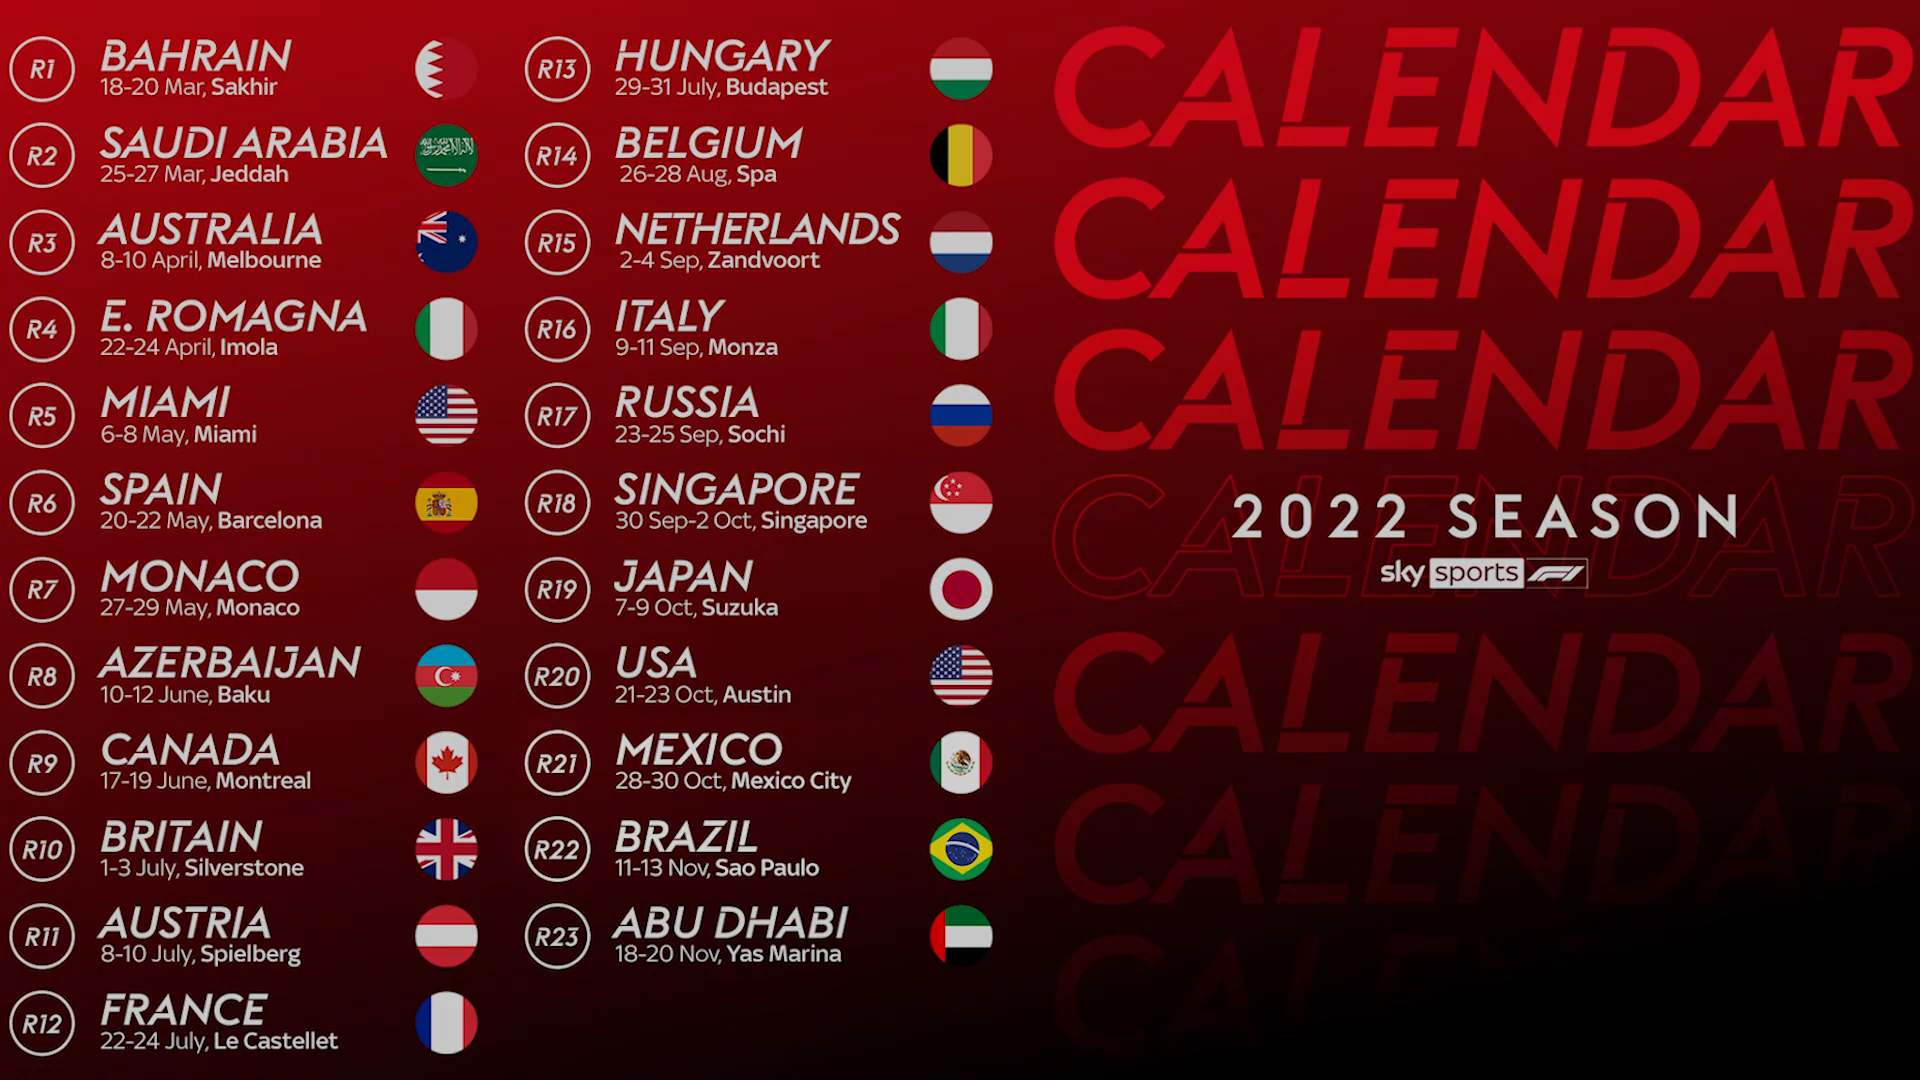 R1 BAHRAIN
18-20 Mar, Sakhir
R2 SAUDI ARABIA
25-27 Mar, Jeddah
R3 AUSTRALIA
8-10 April, Melbourne
R4 E. ROMAGNA
22-24 April, Imola
R5 MIAMI
6-8 May, Miami
R6 SPAIN
20-22 May, Barcelona
R7 MONACO
27-29 May, Monaco
R8 AZERBAIJAN
10-12 June, Baku
R9 CANADA
17-19 June, Montreal
R10 BRITAIN
1-3 July, Silverstone
R11 AUSTRIA
8-10 July, Spielberg
R12 FRANCE
22-24 July, Le Castellet
R13 HUNGARY
29-31 July, Budapest
R14 BELGIUM
26-28 Aug, Spa
R15 NETHERLANDS
2-4 Sep, Zandvoort
R16 ITALY
9-11 Sep, Monza
R17 RUSSIA
23-25 Sep, Sochi
R18 SINGAPORE
30 Sep-2 Oct, Singapore
R19 JAPAN
7-9 Oct, Suzuka
R20 USA
21-23 Oct, Austin
R21 MEXICO
28-30 Oct, Mexico City
R22 BRAZIL
11-13 Nov, Sao Paulo
R23 ABU DHABI
18-20 Nov, Yas Marina
CALENDAR
CALENDAR
CALENDAR
CALENDAR
2022 SEASON
sky sports F1
CALENDAR
CALENDAR
CALENDAR